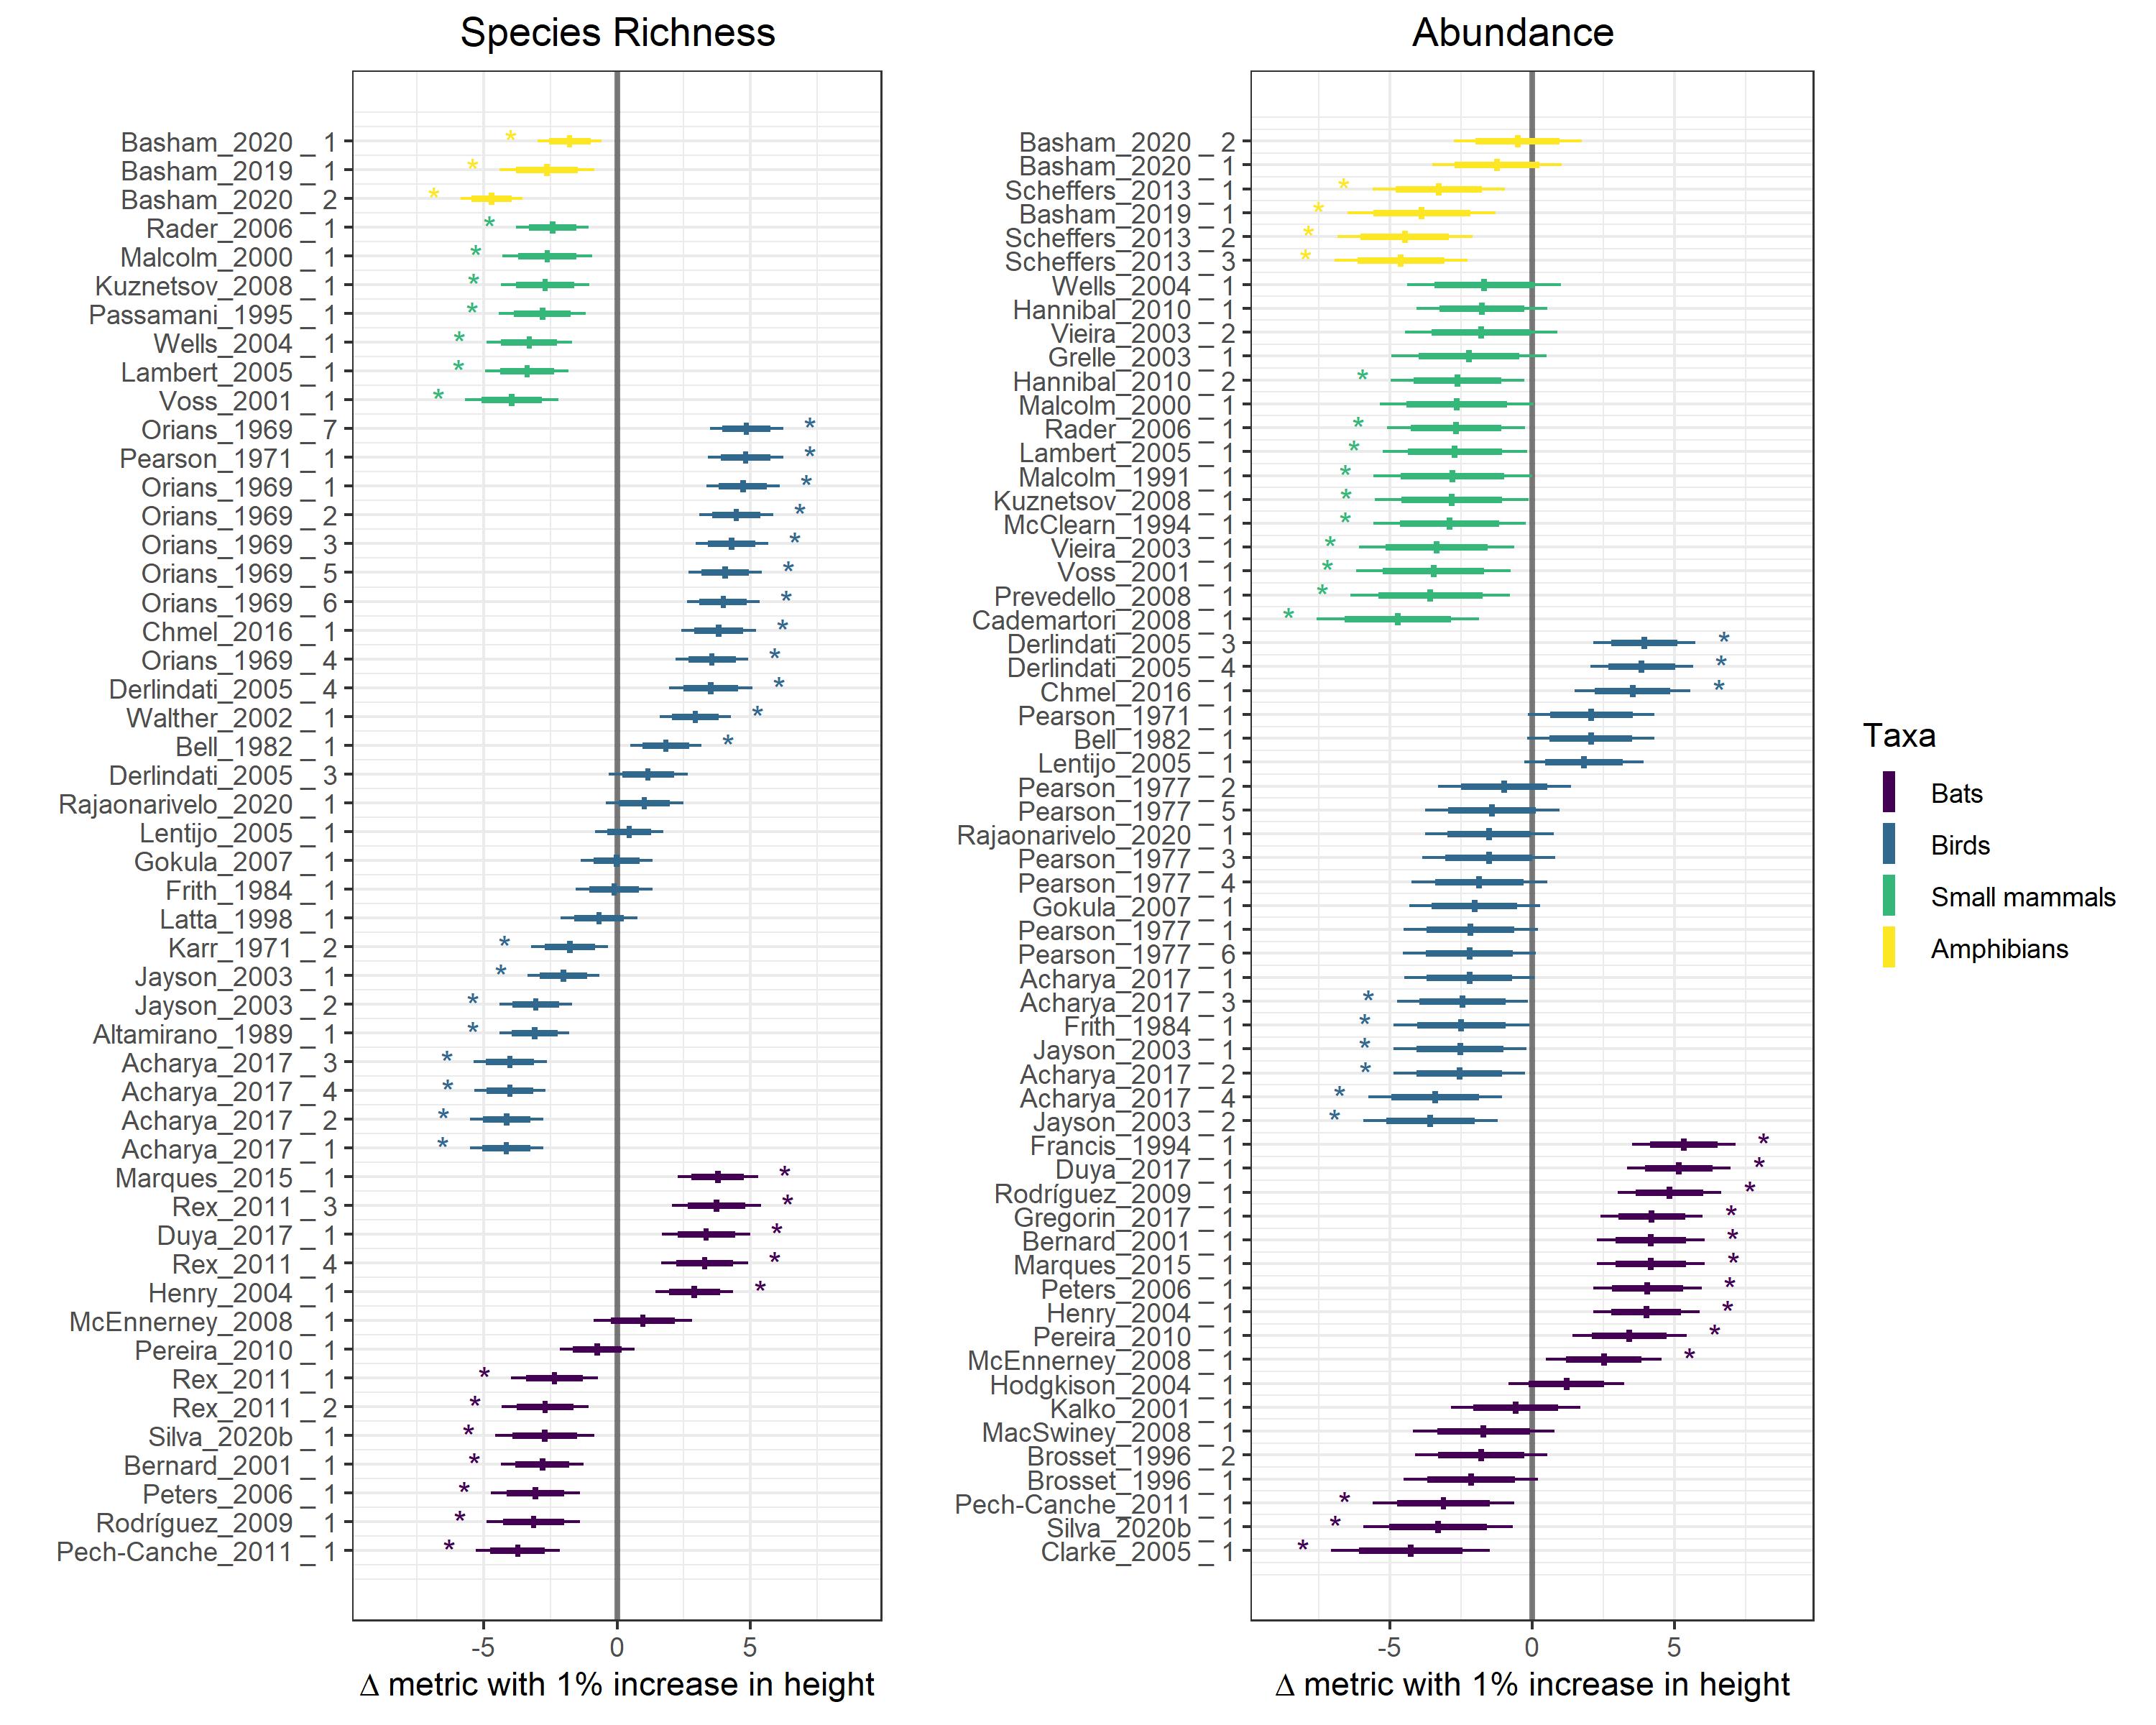 Species Richness
Basham_2020 _ 1
Basham_2019 _ 1
Basham_2020 _ 2
Rader_2006 _ 1
Malcolm_2000 _ 1
Kuznetsov_2008 _ 1
Passamani_1995 _ 1
Wells_2004 _ 1
Lambert_2005 _ 1
Voss_2001 _ 1
Orians_1969 _ 7
Pearson_1971 _ 1
Orians_1969 _ 1
Orians_1969 _ 2
Orians_1969 _ 3
Orians_1969 _ 5
Orians_1969 _ 6
Chmel_2016 _ 1
Orians_1969 _ 4
Derlindati_2005 _ 4
Walther_2002 _ 1
Bell_1982 _ 1
Derlindati_2005 _ 3
Rajaonarivelo_2020 _ 1
Lentijo_2005 _ 1
Gokula_2007 _ 1
Frith_1984 _ 1
Latta_1998 _ 1
Karr_1971 _ 2
Jayson_2003 _ 1
Jayson_2003 _ 2
Altamirano_1989 _ 1
Acharya_2017 _ 3
Acharya_2017 _ 4
Acharya_2017 _ 2
Acharya_2017 _ 1
Marques_2015 _ 1
Rex_2011 _ 3
Duya_2017 _ 1
Rex_2011 _ 4
Henry_2004 _ 1
McEnnerney_2008 _ 1
Pereira_2010 _ 1
Rex_2011 _ 1
Rex_2011 _ 2
Silva_2020b _ 1
Bernard_2001 _ 1
Peters_2006 _ 1
Rodríguez_2009 _ 1
Pech-Canche_2011 _ 1
-5 0 5
Δ metric with 1% increase in height
Abundance
Basham_2020 _ 2
Basham_2020 _ 1
Scheffers_2013 _ 1
Basham_2019 _ 1
Scheffers_2013 _ 2
Scheffers_2013 _ 3
Wells_2004 _ 1
Hannibal_2010 _ 1
Vieira_2003 _ 2
Grelle_2003 _ 1
Hannibal_2010 _ 2
Malcolm_2000 _ 1
Rader_2006 _ 1
Lambert_2005 _ 1
Malcolm_1991 _ 1
Kuznetsov_2008 _ 1
McClearn_1994 _ 1
Vieira_2003 _ 1
Voss_2001 _ 1
Prevedello_2008 _ 1
Cademartori_2008 _ 1
Derlindati_2005 _ 3
Derlindati_2005 _ 4
Chmel_2016 _ 1
Pearson_1971 _ 1
Bell_1982 _ 1
Lentijo_2005 _ 1
Pearson_1977 _ 2
Pearson_1977 _ 5
Rajaonarivelo_2020 _ 1
Pearson_1977 _ 3
Pearson_1977 _ 4
Gokula_2007 _ 1
Pearson_1977 _ 1
Pearson_1977 _ 6
Acharya_2017 _ 1
Acharya_2017 _ 3
Frith_1984 _ 1
Jayson_2003 _ 1
Acharya_2017 _ 2
Acharya_2017 _ 4
Jayson_2003 _ 2
Francis_1994 _ 1
Duya_2017 _ 1
Rodríguez_2009 _ 1
Gregorin_2017 _ 1
Bernard_2001 _ 1
Marques_2015 _ 1
Peters_2006 _ 1
Henry_2004 _ 1
Pereira_2010 _ 1
McEnnerney_2008 _ 1
Hodgkison_2004 _ 1
Kalko_2001 _ 1
MacSwiney_2008 _ 1
Brosset_1996 _ 2
Brosset_1996 _ 1
Pech-Canche_2011 _ 1
Silva_2020b _ 1
Clarke_2005 _ 1
-5 0 5
Δ metric with 1% increase in height
Taxa
Bats
Birds
Small mammals
Amphibians